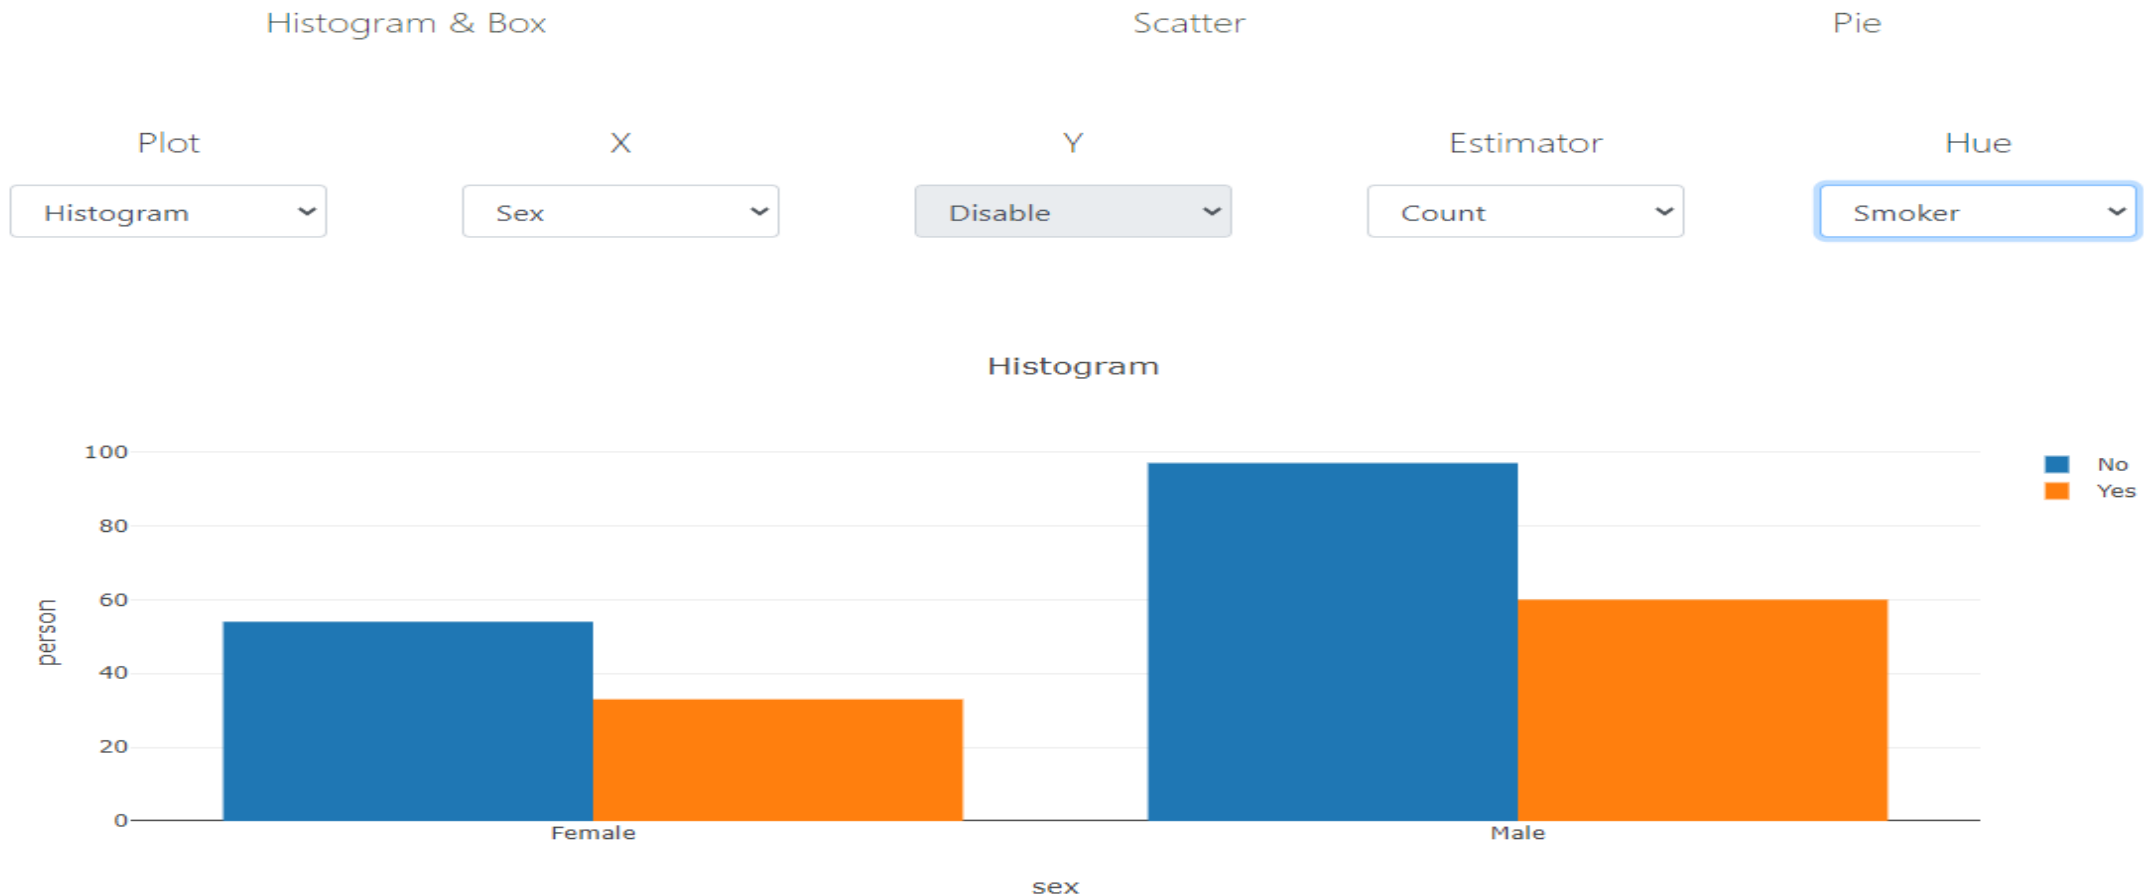 Histogram & Box Scatter Pie
Plot X Y Estimator Hue
Histogram Sex Disable Count Smoker
Histogram
100
80
60
40
20
0
person
No
Yes
Female Male
sex